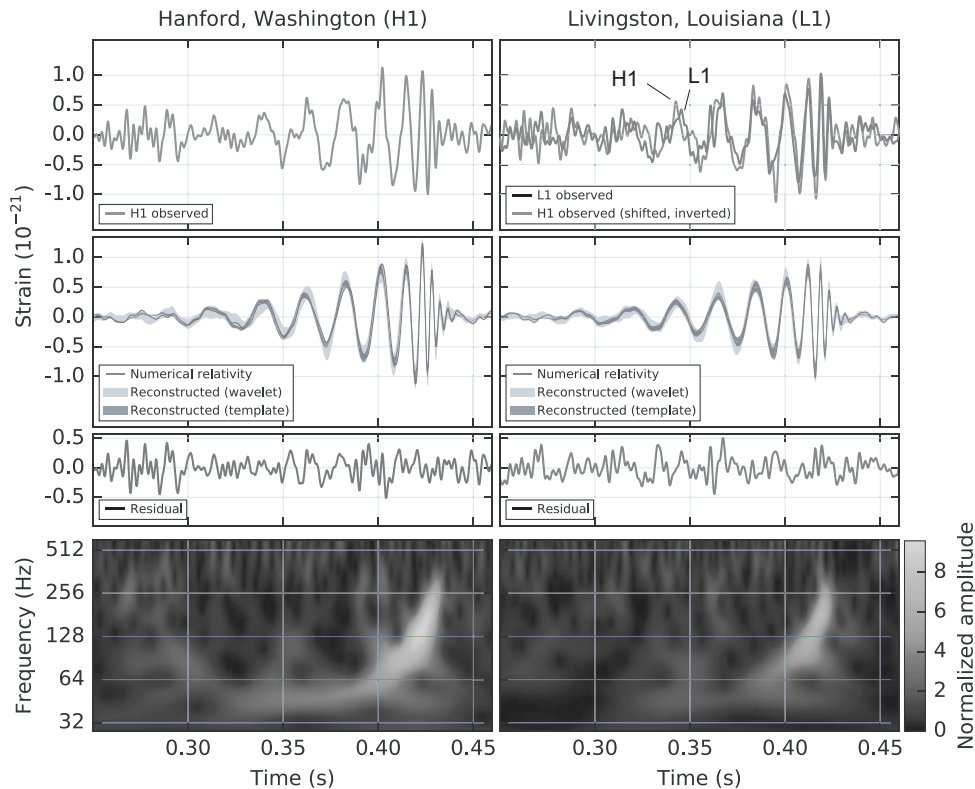 Hanford, Washington (H1)
Livingston, Louisiana (L1)
Strain (10⁻²¹)
1.0
0.5
0.0
-0.5
-1.0
H1 observed
H1
L1
L1 observed
H1 observed (shifted, inverted)
1.0
0.5
0.0
-0.5
-1.0
Numerical relativity
Reconstructed (wavelet)
Reconstructed (template)
Numerical relativity
Reconstructed (wavelet)
Reconstructed (template)
0.5
0.0
-0.5
Residual
Residual
Frequency (Hz)
512
256
128
64
32
0.30 0.35 0.40 0.45
Time (s)
0.30 0.35 0.40 0.45
Time (s)
8
6
4
2
0
Normalized amplitude